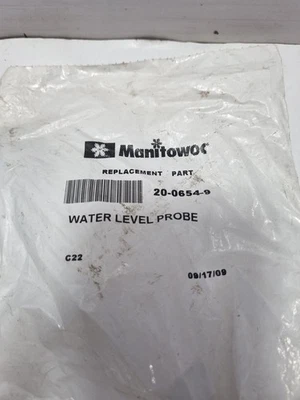 Manitowoc
REPLACEMENT PART
20-0654-9
WATER LEVEL PROBE
C22
09/17/09